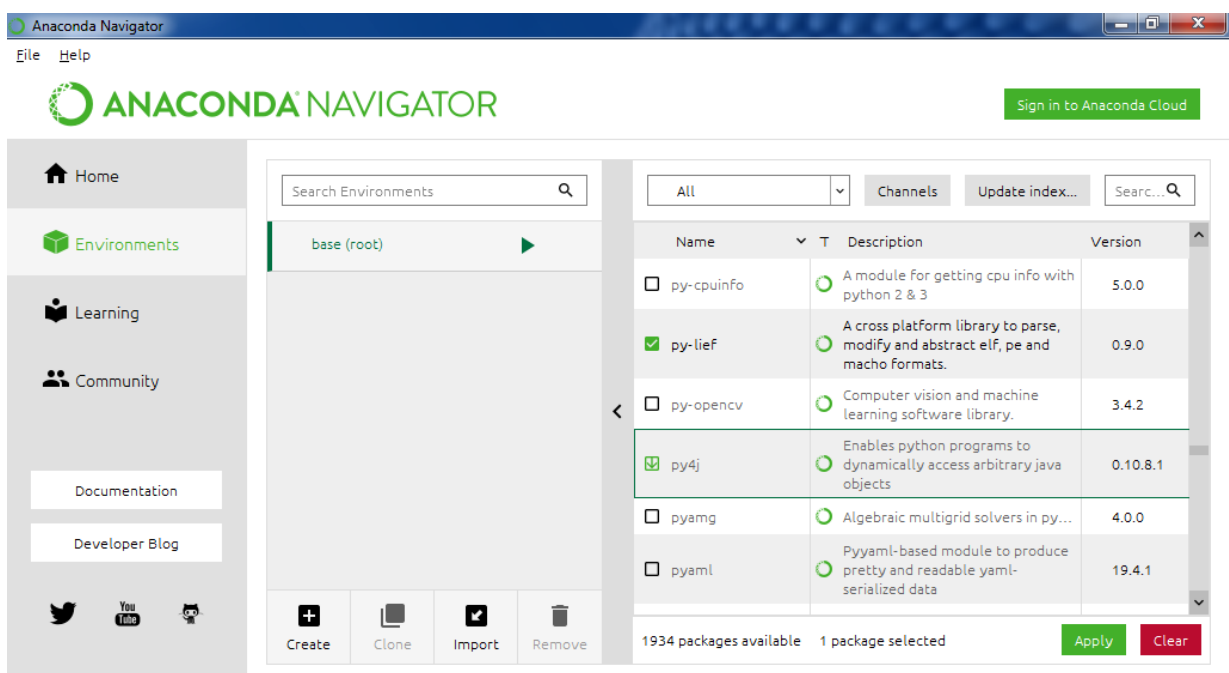 Anaconda Navigator
File Help
ANACONDA NAVIGATOR
Sign in to Anaconda Cloud
Home
Environments
Learning
Community
Documentation
Developer Blog
You
Tube
Search Environments
base (root)
Create Clone Import Remove
All Channels Update index... Searc...
Name T Description Version
py-cpuinfo A module for getting cpu info with
python 2 & 3 5.0.0
py-lief A cross platform library to parse,
modify and abstract elf, pe and
macho formats. 0.9.0
py-opencv Computer vision and machine
learning software library. 3.4.2
py4j Enables python programs to
dynamically access arbitrary java
objects 0.10.8.1
pyamg Algebraic multigrid solvers in py... 4.0.0
pyaml Pyyaml-based module to produce
pretty and readable yaml-
serialized data 19.4.1
1934 packages available 1 package selected Apply Clear